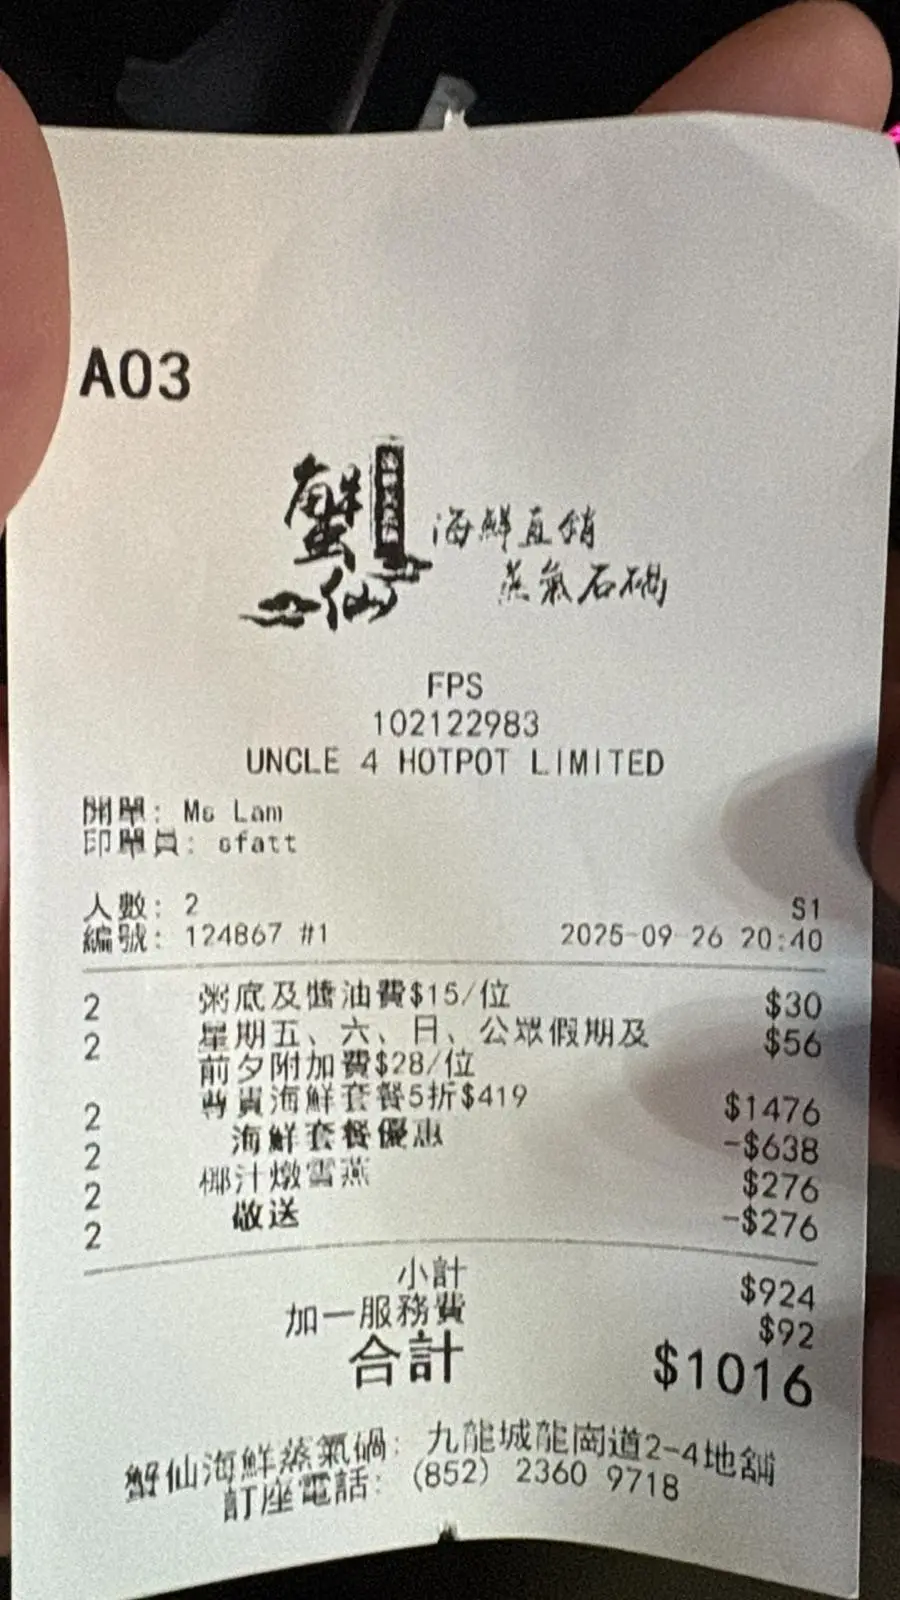 A03
蟹仙
海鮮直銷
蒸氣石鍋
FPS
102122983
UNCLE 4 HOTPOT LIMITED
開單: Ms Lam
印單員: sfatt
人數: 2 S1
編號: 124867 #1 2025-09-26 20:40
2 粥底及醬油費$15/位 $30
2 星期五、六、日、公眾假期及 $56
前夕附加費$28/位
2 尊貴海鮮套餐5折$419 $1476
2 海鮮套餐優惠 -$638
2 椰汁燉雪燕 $276
2 敬送 -$276
小計 $924
加一服務費 $92
合計 $1016
蟹仙海鮮蒸氣鍋: 九龍城龍崗道2-4地舖
訂座電話: (852) 2360 9718